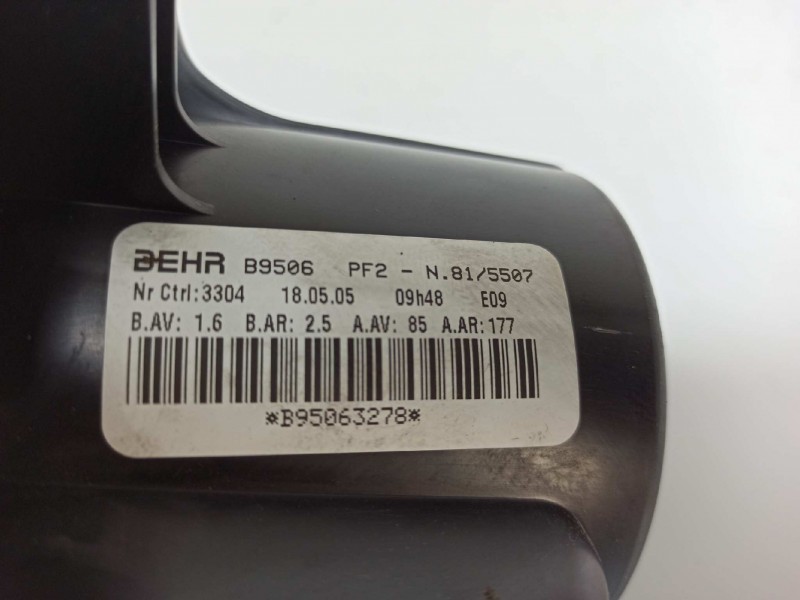 BEHR B9506 PF2 - N.81/5507
Nr Ctrl:3304 18.05.05 09h48 E09
B.AV: 1.6 B.AR: 2.5 A.AV: 85 A.AR:177
*B95063278*